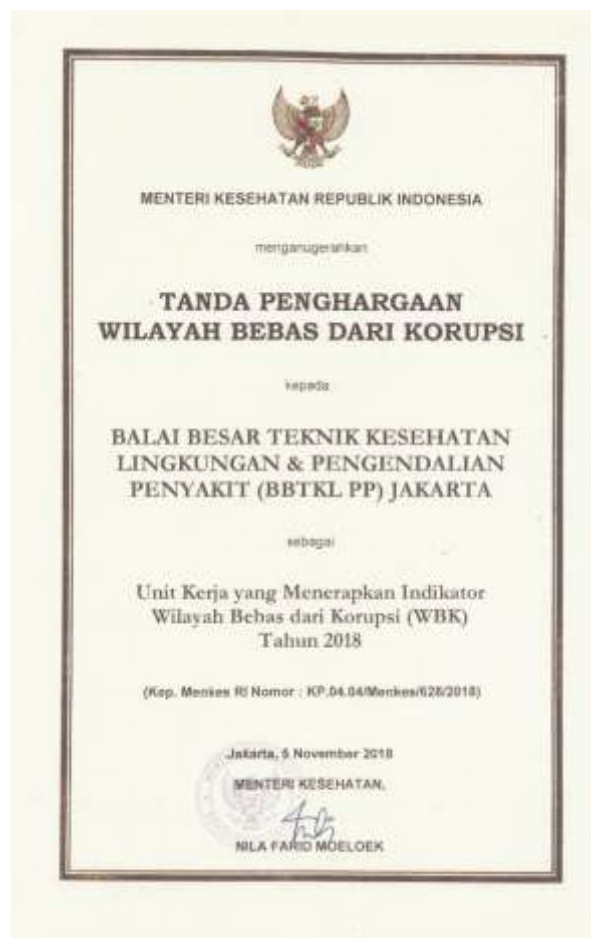 MENTERI KESEHATAN REPUBLIK INDONESIA
menganugerahkan
TANDA PENGHARGAAN
WILAYAH BEBAS DARI KORUPSI
kepada
BALAI BESAR TEKNIK KESEHATAN
LINGKUNGAN & PENGENDALIAN
PENYAKIT (BBTKL PP) JAKARTA
sebagai
Unit Kerja yang Menerapkan Indikator
Wilayah Bebas dari Korupsi (WBK)
Tahun 2018
(Kep. Menkes RI Nomor : KP.04.04/Menkes/628/2018)
Jakarta, 5 November 2018
MENTERI KESEHATAN,
NILA FARID MOELOEK